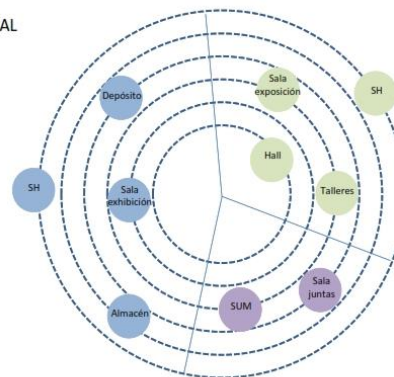 AL
Sala
exposición
SH
Depósito
Hall
SH
Sala
exhibición
Talleres
Sala
juntas
SUM
Almacén